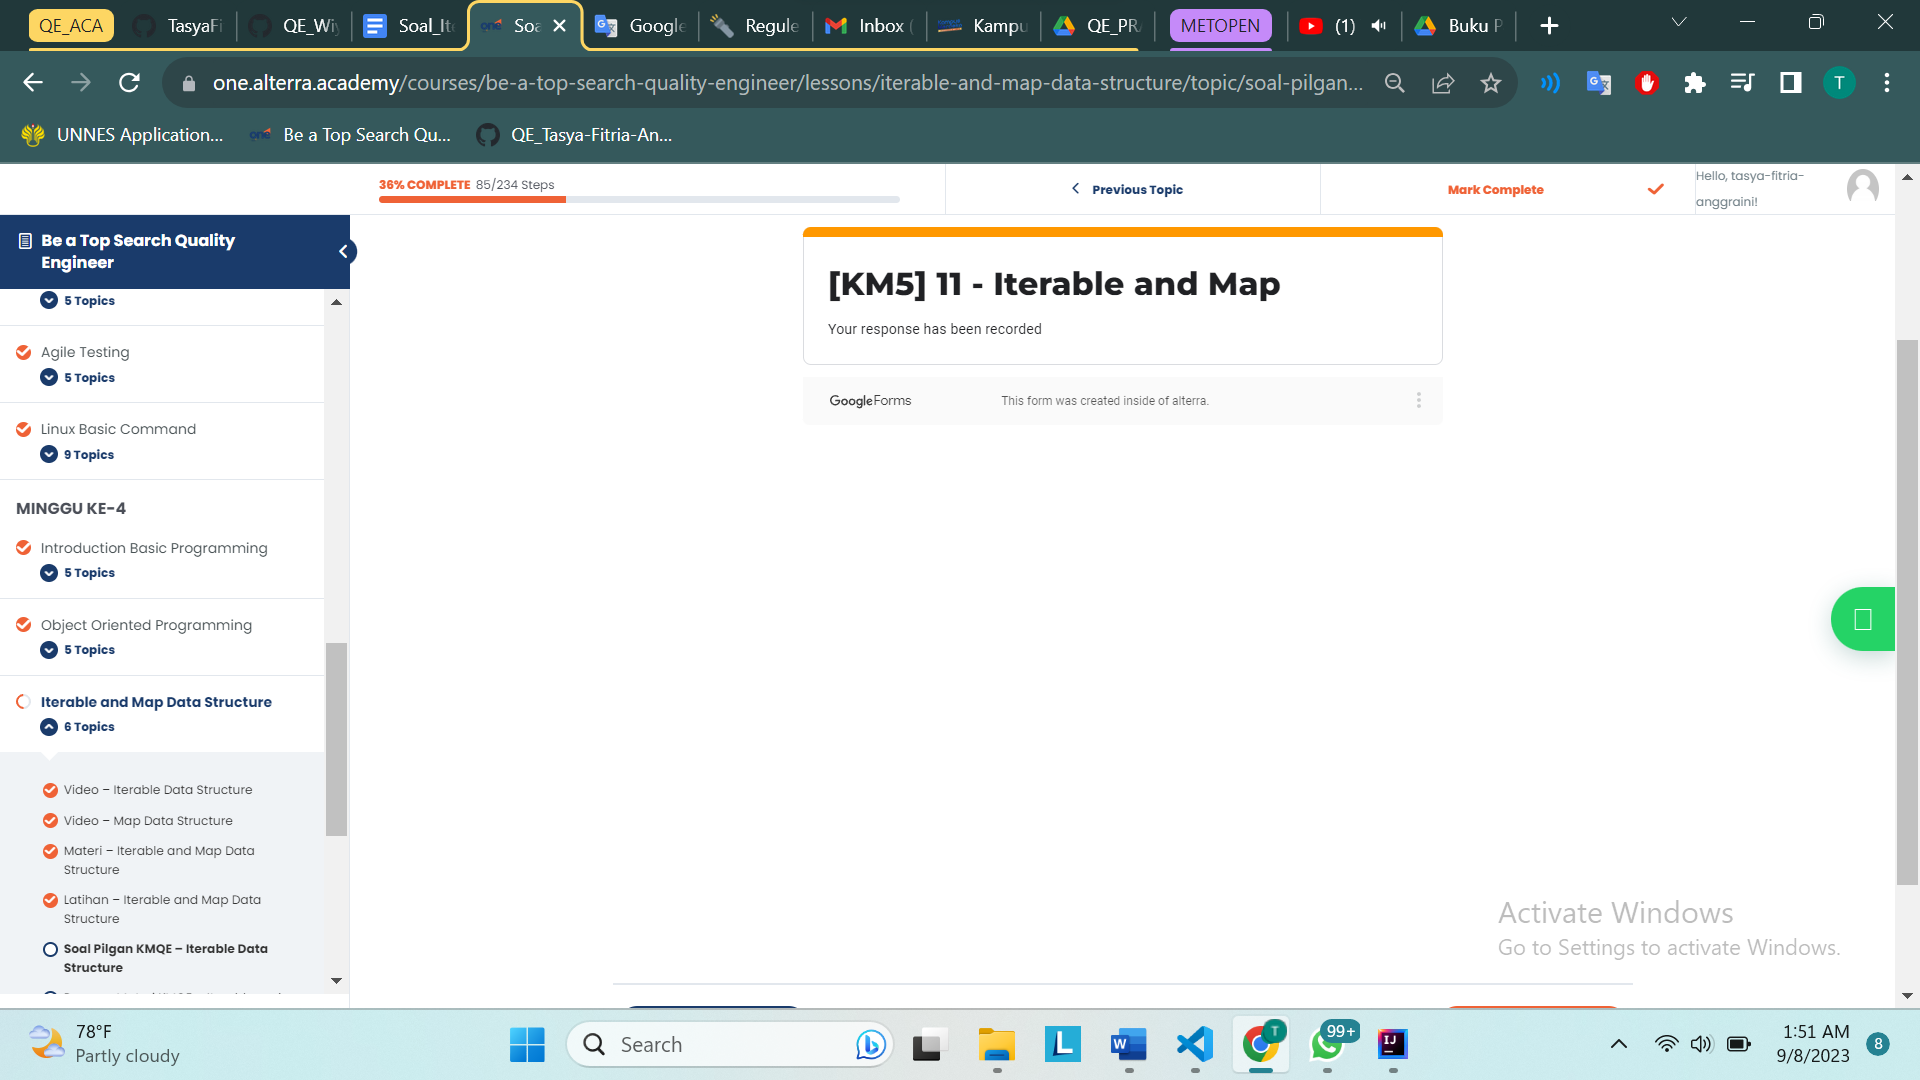 QE_ACA
TasyaFi
QE_Wiy
Soal_Ite
Soa
Google
Regule
Inbox (
Kampu
QE_PRA
METOPEN
(1)
Buku P
one.alterra.academy/courses/be-a-top-search-quality-engineer/lessons/iterable-and-map-data-structure/topic/soal-pilgan...
T
UNNES Application...
one
Be a Top Search Qu...
QE_Tasya-Fitria-An...
36% COMPLETE 85/234 Steps
Previous Topic
Mark Complete
Hello, tasya-fitria-
anggraini!
Be a Top Search Quality
Engineer
5 Topics
Agile Testing
5 Topics
Linux Basic Command
9 Topics
MINGGU KE-4
Introduction Basic Programming
5 Topics
Object Oriented Programming
5 Topics
Iterable and Map Data Structure
6 Topics
Video – Iterable Data Structure
Video – Map Data Structure
Materi – Iterable and Map Data
Structure
Latihan – Iterable and Map Data
Structure
Soal Pilgan KMQE – Iterable Data
Structure
[KM5] 11 - Iterable and Map
Your response has been recorded
Google Forms
This form was created inside of alterra.
Activate Windows
Go to Settings to activate Windows.
78°F
Partly cloudy
Search
T
99+
1:51 AM
9/8/2023
8